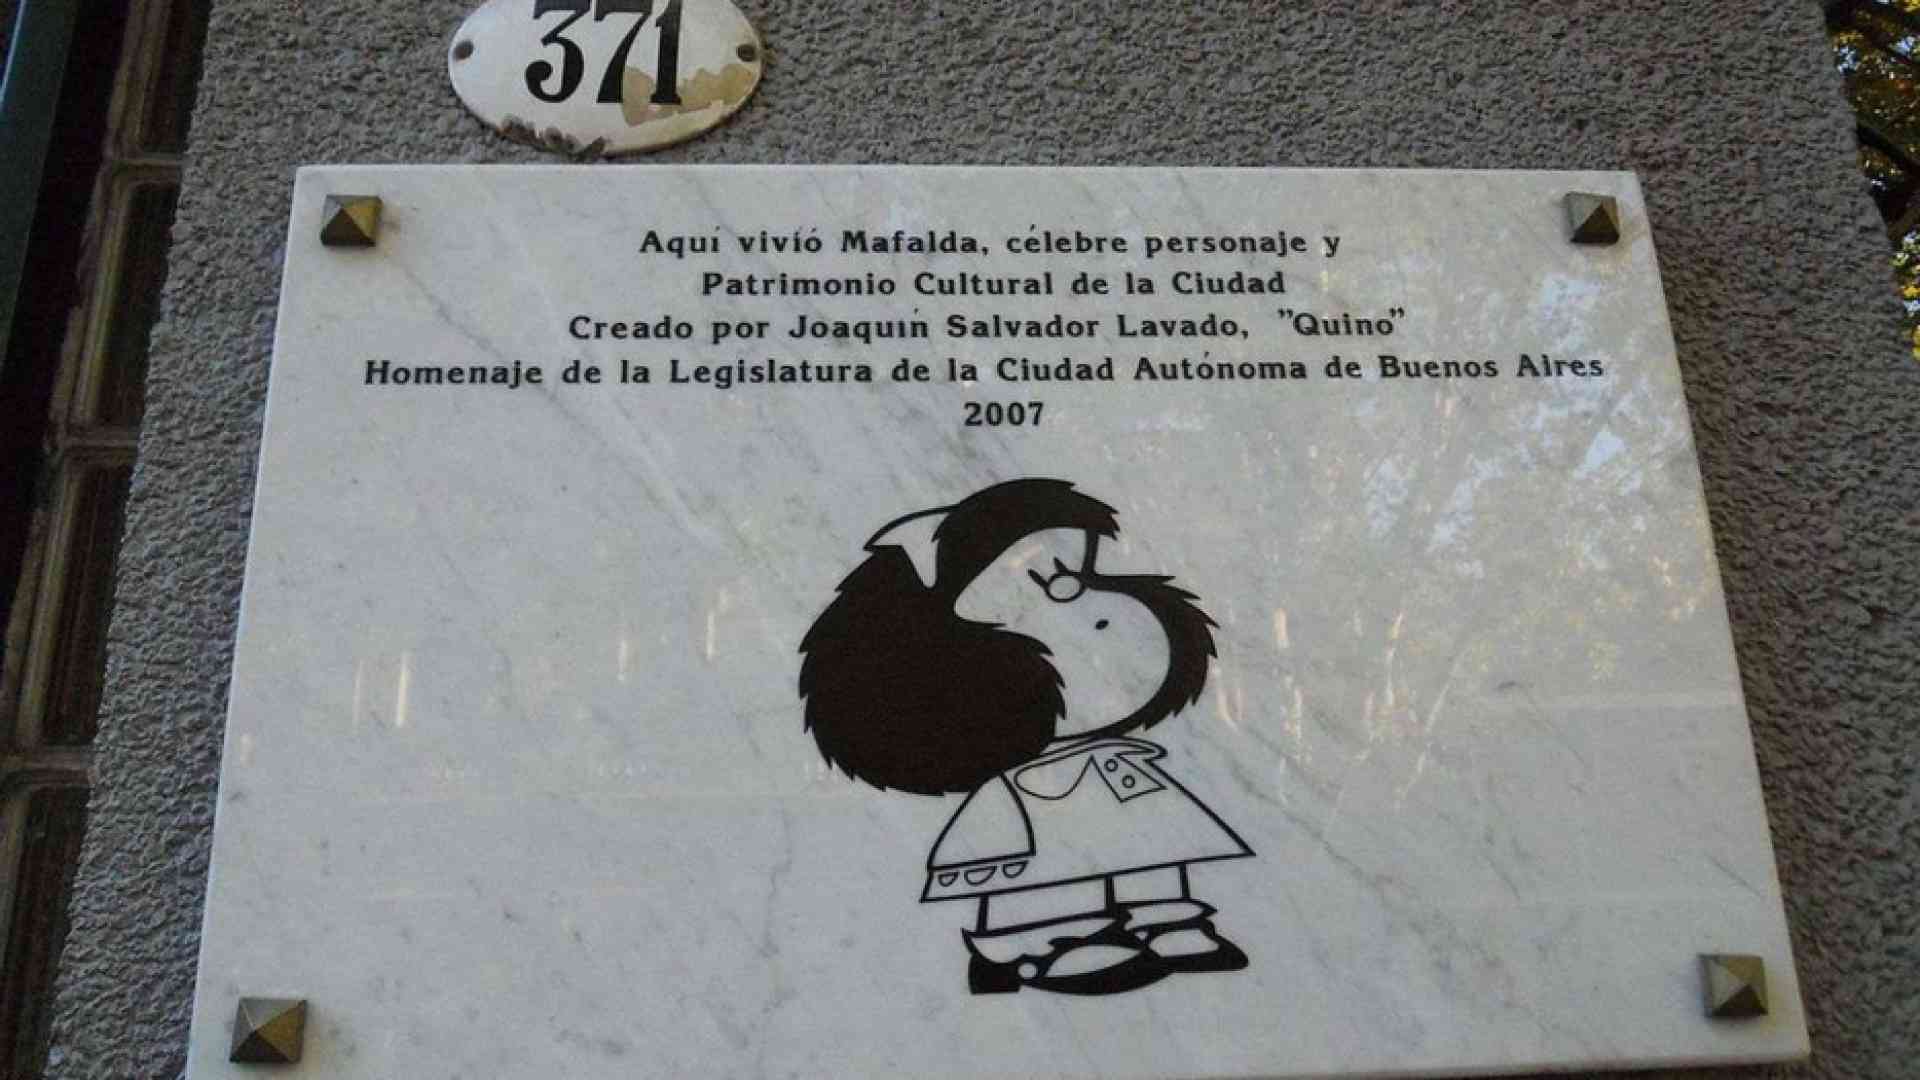 371
Aquí vivió Mafalda, célebre personaje y
Patrimonio Cultural de la Ciudad
Creado por Joaquín Salvador Lavado, "Quino"
Homenaje de la Legislatura de la Ciudad Autónoma de Buenos Aires
2007